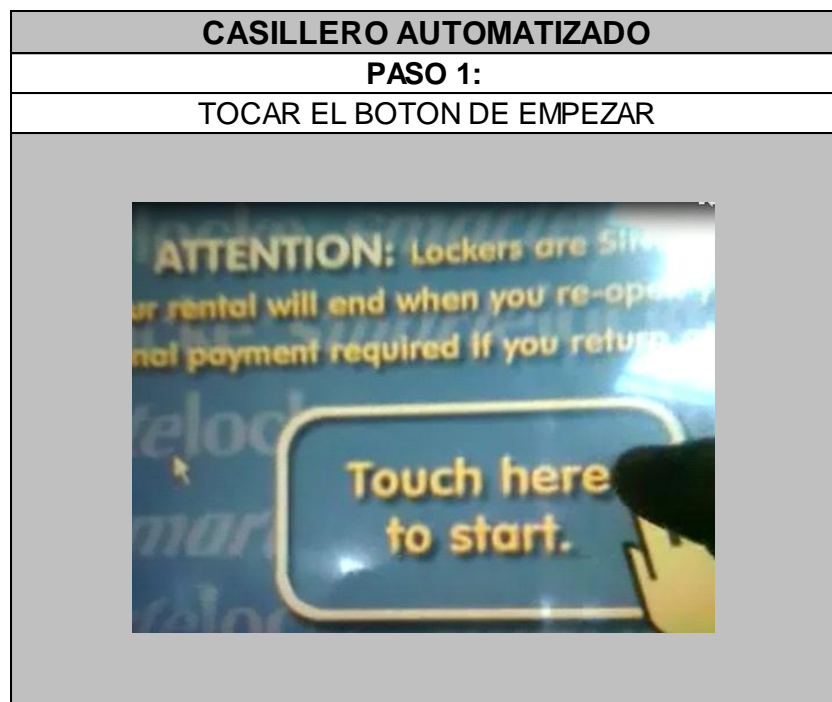 CASILLERO AUTOMATIZADO
PASO 1:
TOCAR EL BOTON DE EMPEZAR
ATTENTION: Lockers are
rental will end when you
payment required if you
Touch here
to start.